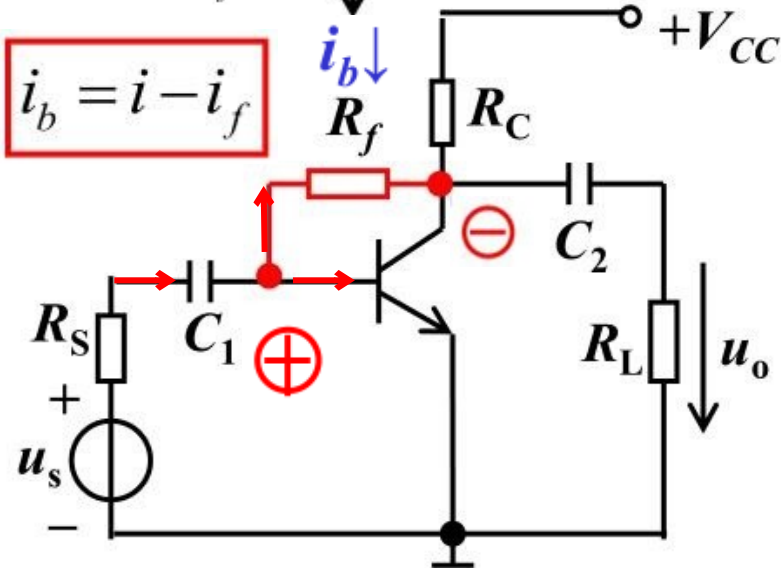 +V_CC
i_b↓
i_b = i − i_f
R_f
R_C
⊖
C_2
R_S
C_1
⊕
R_L
u_o
+
u_s
−